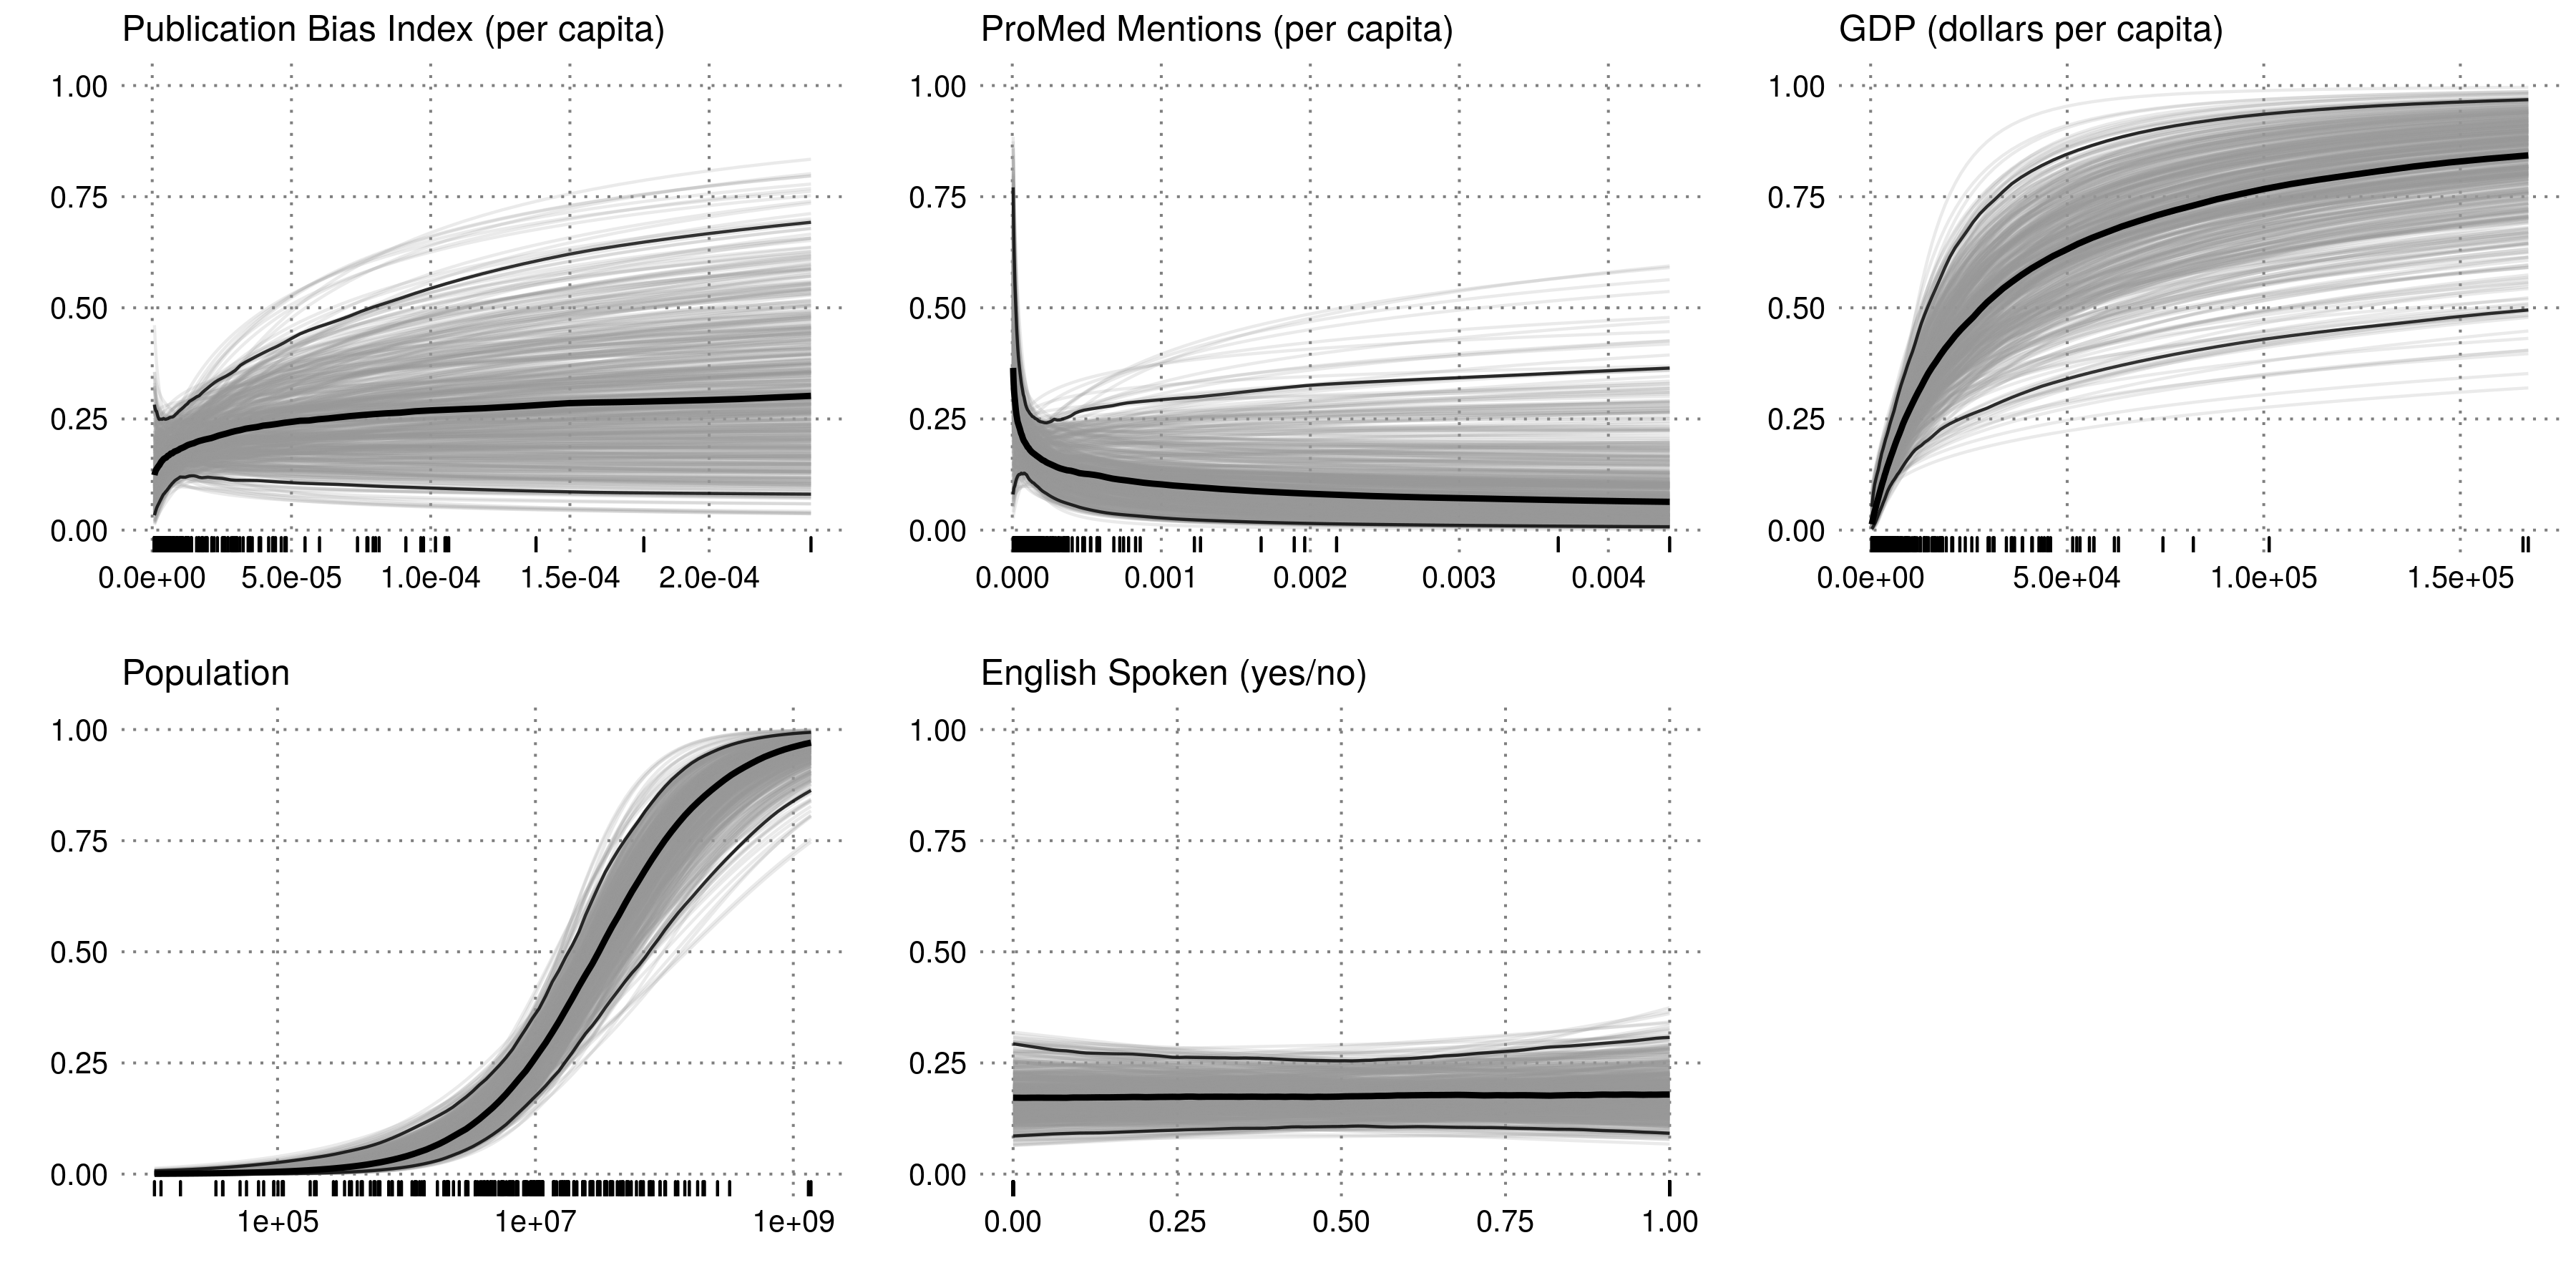 Publication Bias Index (per capita)
1.00
0.75
0.50
0.25
0.00
0.0e+00 5.0e-05 1.0e-04 1.5e-04 2.0e-04
ProMed Mentions (per capita)
1.00
0.75
0.50
0.25
0.00
0.000 0.001 0.002 0.003 0.004
GDP (dollars per capita)
1.00
0.75
0.50
0.25
0.00
0.0e+00 5.0e+04 1.0e+05 1.5e+05
Population
1.00
0.75
0.50
0.25
0.00
1e+05 1e+07 1e+09
English Spoken (yes/no)
1.00
0.75
0.50
0.25
0.00
0.00 0.25 0.50 0.75 1.00